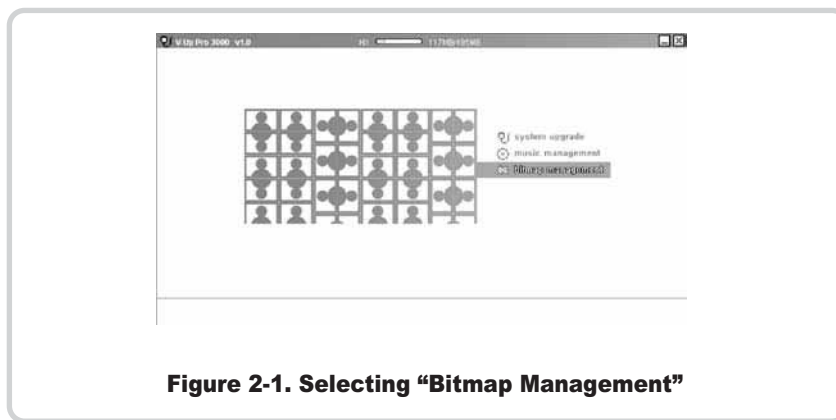 V.Up Pro 3000 v1.0
system upgrade
music management
bitmap management
Figure 2-1. Selecting “Bitmap Management”